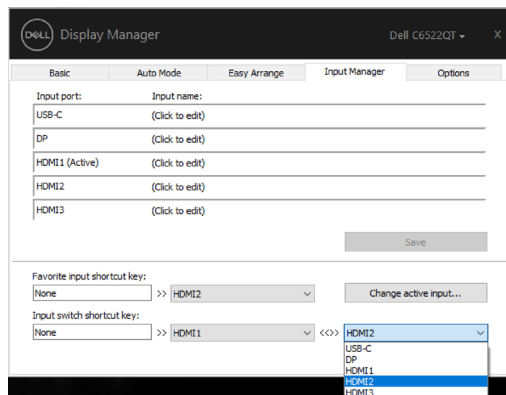 DELL Display Manager Dell C6522QT X
Basic Auto Mode Easy Arrange Input Manager Options
Input port: Input name:
USB-C (Click to edit)
DP (Click to edit)
HDMI1 (Active) (Click to edit)
HDMI2 (Click to edit)
HDMI3 (Click to edit)
Save
Favorite input shortcut key:
None >> HDMI2 Change active input...
Input switch shortcut key:
None >> HDMI1 <<>> HDMI2
USB-C
DP
HDMI1
HDMI2
HDMI3